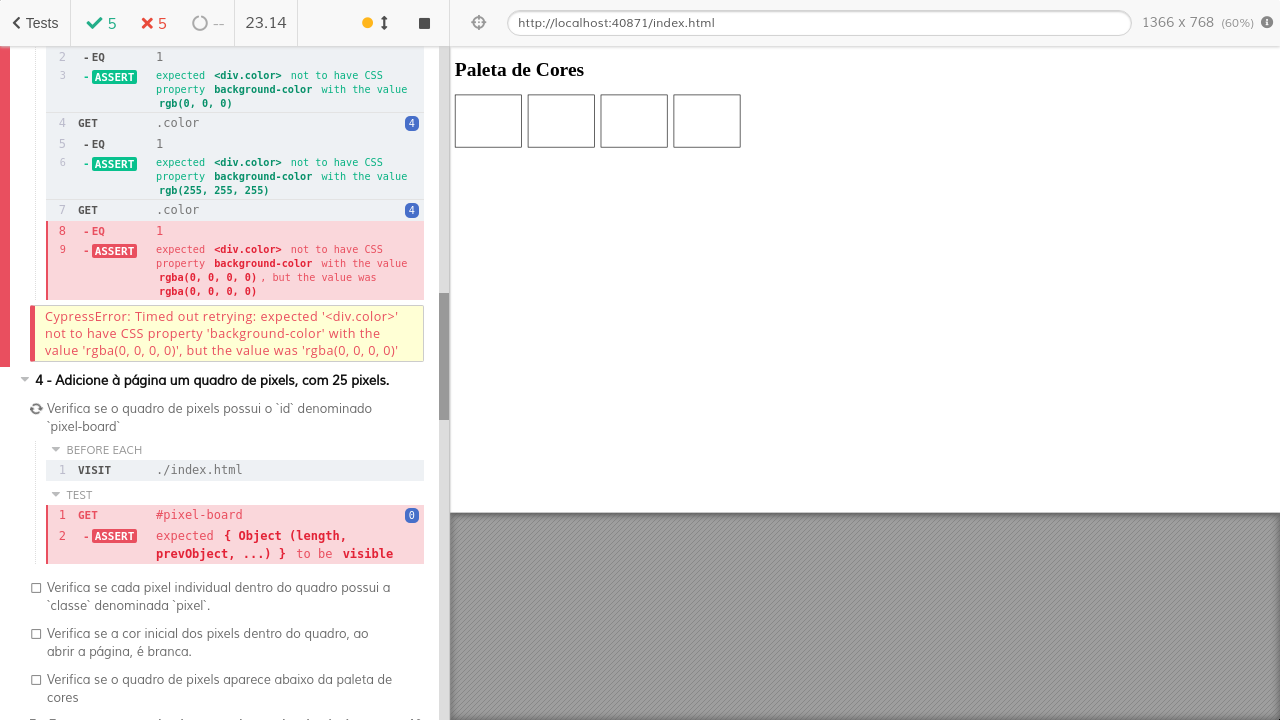 Tests
5
5
--
23.14
http://localhost:40871/index.html
1366 x 768 (60%)
2 - EQ 1
3 - ASSERT expected <div.color> not to have CSS
property background-color with the value
rgb(0, 0, 0)
4 GET .color 4
5 - EQ 1
6 - ASSERT expected <div.color> not to have CSS
property background-color with the value
rgb(255, 255, 255)
7 GET .color 4
8 - EQ 1
9 - ASSERT expected <div.color> not to have CSS
property background-color with the value
rgba(0, 0, 0, 0) , but the value was
rgba(0, 0, 0, 0)
CypressError: Timed out retrying: expected '<div.color>'
not to have CSS property 'background-color' with the
value 'rgba(0, 0, 0, 0)', but the value was 'rgba(0, 0, 0, 0)'
4 - Adicione à página um quadro de pixels, com 25 pixels.
Verifica se o quadro de pixels possui o `id` denominado
`pixel-board`
BEFORE EACH
1 VISIT ./index.html
TEST
1 GET #pixel-board 0
2 - ASSERT expected { Object (length,
prevObject, ...) } to be visible
Verifica se cada pixel individual dentro do quadro possui a
`classe` denominada `pixel`.
Verifica se a cor inicial dos pixels dentro do quadro, ao
abrir a página, é branca.
Verifica se o quadro de pixels aparece abaixo da paleta de
cores
Paleta de Cores